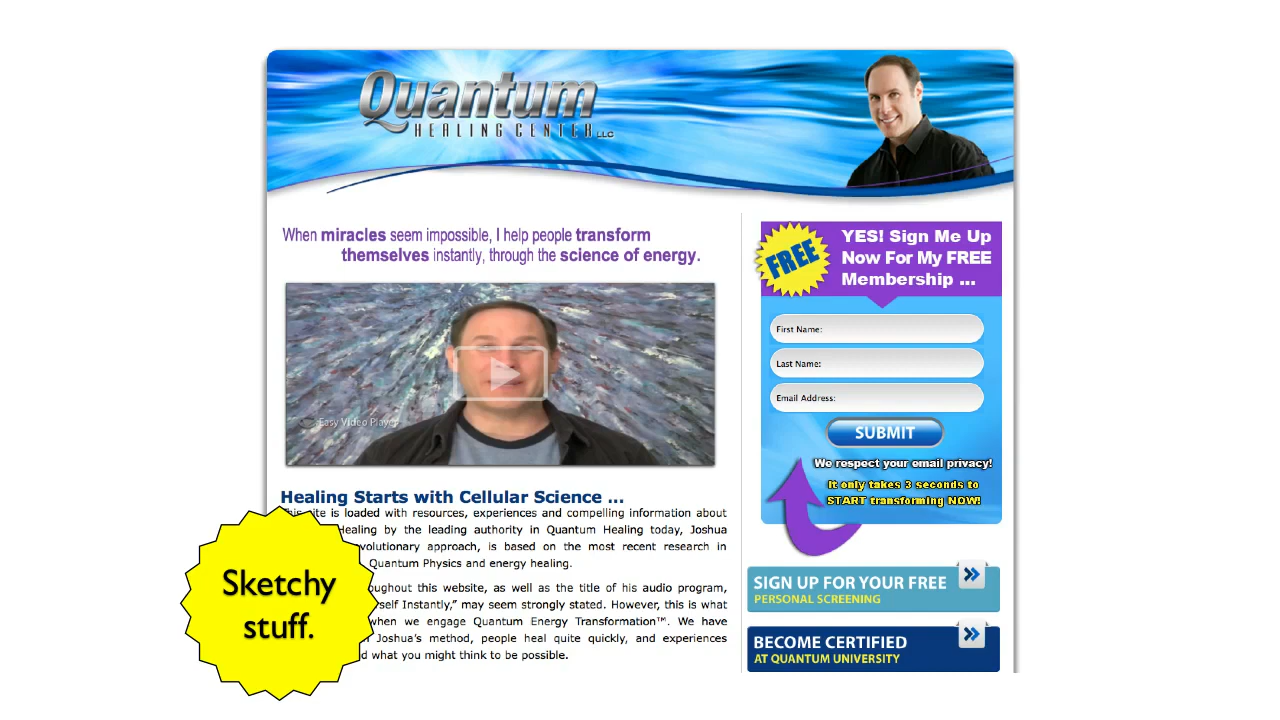 Quantum
HEALING CENTER LLC
When miracles seem impossible, I help people transform
themselves instantly, through the science of energy.
Easy Video Player
Healing Starts with Cellular Science ...
This site is loaded with resources, experiences and compelling information about
Healing by the leading authority in Quantum Healing today, Joshua
approach, is based on the most recent research in
Quantum Physics and energy healing.
throughout this website, as well as the title of his audio program,
Instantly,” may seem strongly stated. However, this is what
when we engage Quantum Energy Transformation™. We have
Joshua’s method, people heal quite quickly, and experiences
what you might think to be possible.
Sketchy
stuff.
FREE
YES! Sign Me Up
Now For My FREE
Membership ...
First Name:
Last Name:
Email Address:
SUBMIT
We respect your email privacy!
It only takes 3 seconds to
START transforming NOW!
SIGN UP FOR YOUR FREE
PERSONAL SCREENING
BECOME CERTIFIED
AT QUANTUM UNIVERSITY